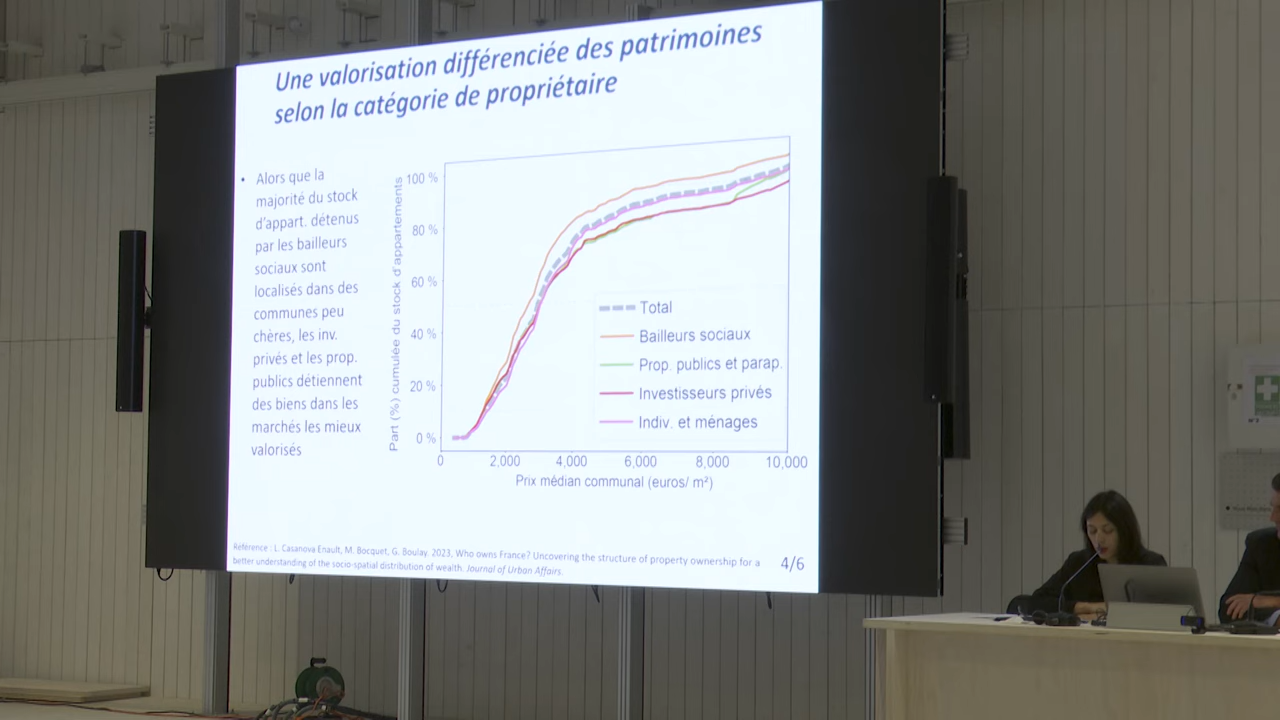 Une valorisation différenciée des patrimoines
selon la catégorie de propriétaire
• Alors que la
majorité du stock
d'appart. détenus
par les bailleurs
sociaux sont
localisés dans des
communes peu
chères, les inv.
privés et les prop.
publics détiennent
des biens dans les
marchés les mieux
valorisés
Part (%) cumulée du stock d'appartements
100 %
80 %
60 %
40 %
20 %
0 %
Total
Bailleurs sociaux
Prop. publics et parap.
Investisseurs privés
Indiv. et ménages
0 2,000 4,000 6,000 8,000 10,000
Prix médian communal (euros/ m²)
Référence : L. Casanova Enault, M. Bocquet, G. Boulay. 2023, Who owns France? Uncovering the structure of property ownership for a
better understanding of the socio-spatial distribution of wealth. Journal of Urban Affairs.
4/6